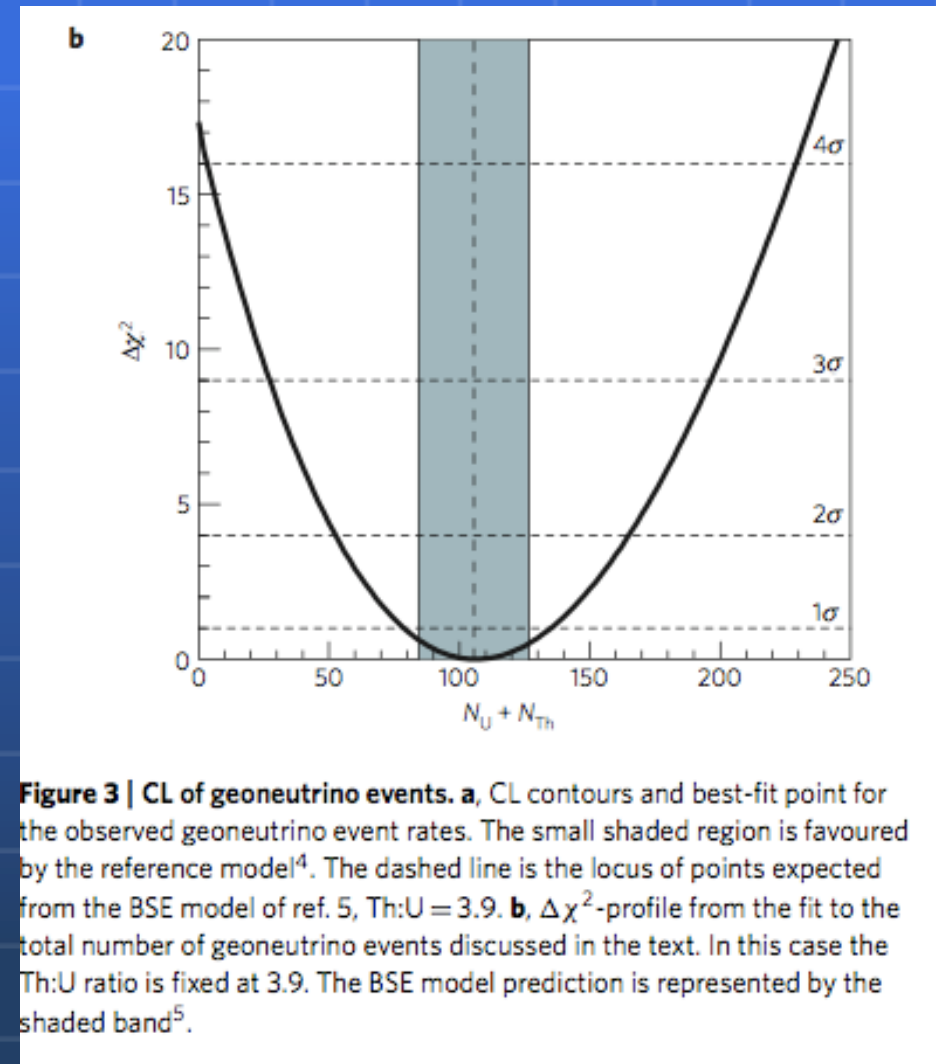 b
20
15
10
5
0
Δχ²
4σ
3σ
2σ
1σ
0 50 100 150 200 250
N_U + N_Th
Figure 3 | CL of geoneutrino events. a, CL contours and best-fit point for
the observed geoneutrino event rates. The small shaded region is favoured
by the reference model⁴. The dashed line is the locus of points expected
from the BSE model of ref. 5, Th:U = 3.9. b, Δχ²-profile from the fit to the
total number of geoneutrino events discussed in the text. In this case the
Th:U ratio is fixed at 3.9. The BSE model prediction is represented by the
shaded band⁵.